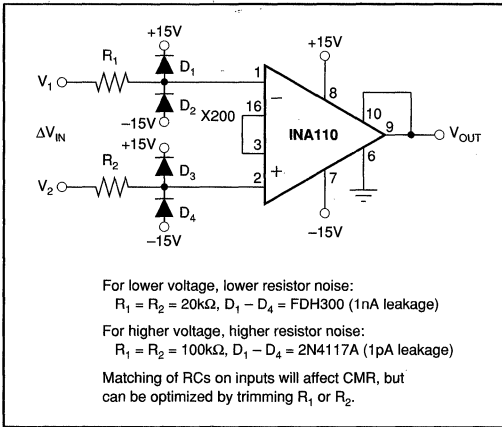 +15V
+15V
R1
D1
V1
1
8
D2
16
−
10
−15V
X200
INA110
9
VOUT
ΔVIN
+15V
3
6
R2
D3
+
V2
2
7
D4
−15V
−15V
For lower voltage, lower resistor noise:
R1 = R2 = 20kΩ, D1 – D4 = FDH300 (1nA leakage)
For higher voltage, higher resistor noise:
R1 = R2 = 100kΩ, D1 – D4 = 2N4117A (1pA leakage)
Matching of RCs on inputs will affect CMR, but
can be optimized by trimming R1 or R2.